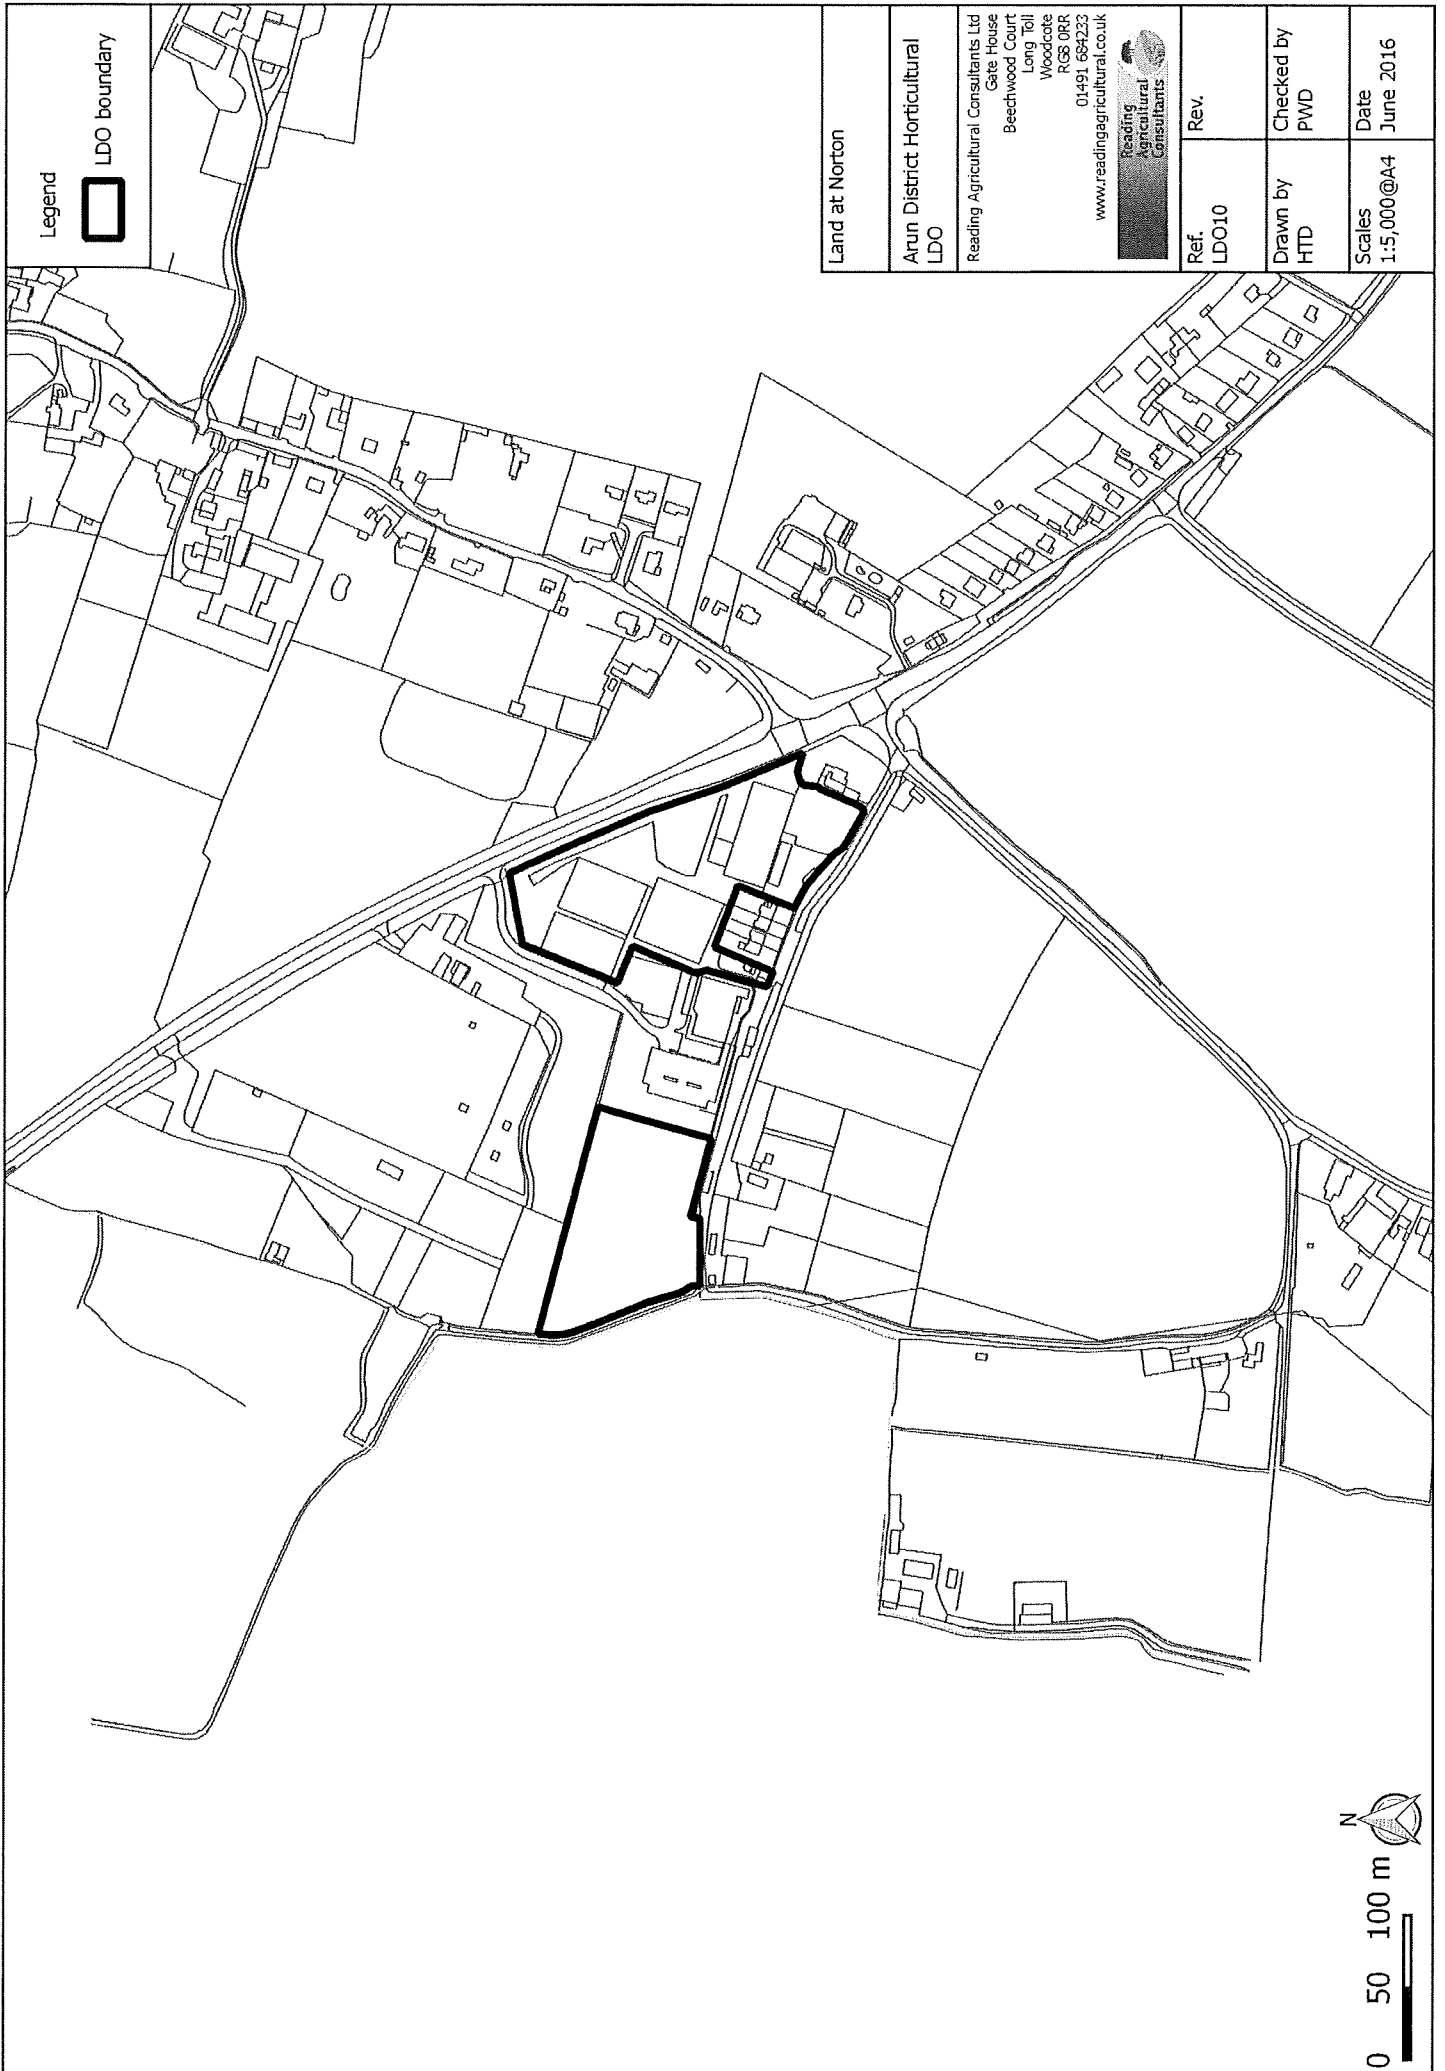 Legend
LDO boundary
Land at Norton
Arun District Horticultural
LDO
Reading Agricultural Consultants Ltd
Gate House
Beechwood Court
Long Toll
Woodcote
RG8 0RR
01491 684233
www.readingagricultural.co.uk
Reading
Agricultural
Consultants
Ref.
LDO10
Rev.
Drawn by
HTD
Checked by
PWD
Scales
1:5,000@A4
Date
June 2016
N
0 50 100 m